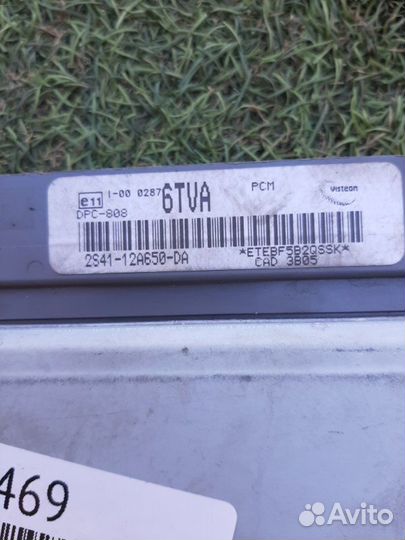 e11 1-00 0287 6TVA PCM Visteon
DPC-808
2S41-12A650-DA *ETEBF5B2QSSK*
CAD 3B05
469
Avito